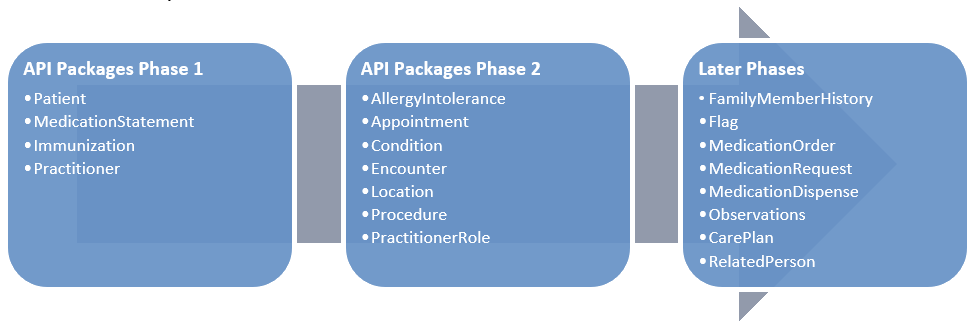 API Packages Phase 1
•Patient
•MedicationStatement
•Immunization
•Practitioner
API Packages Phase 2
•AllergyIntolerance
•Appointment
•Condition
•Encounter
•Location
•Procedure
•PractitionerRole
Later Phases
• FamilyMemberHistory
•Flag
•MedicationOrder
•MedicationRequest
•MedicationDispense
•Observations
•CarePlan
•RelatedPerson